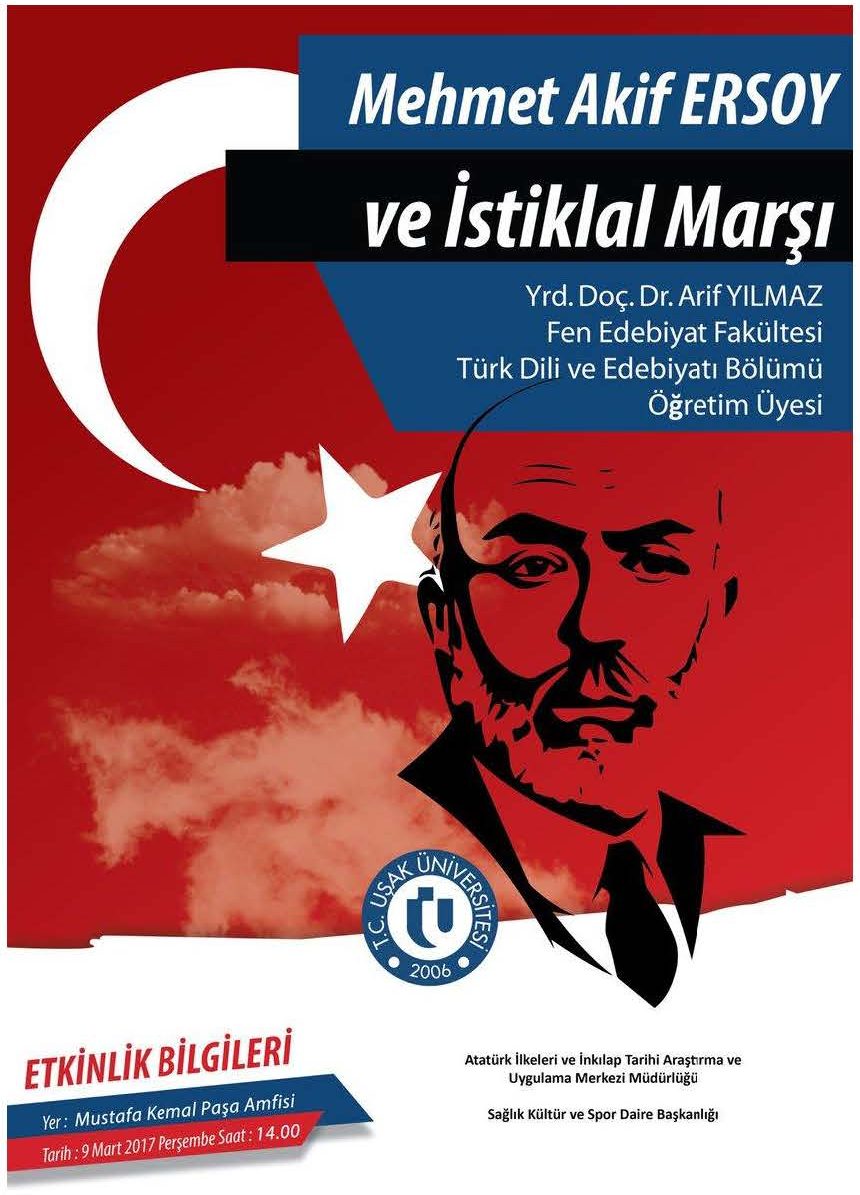 Mehmet Akif ERSOY
ve İstiklal Marşı
Yrd. Doç. Dr. Arif YILMAZ
Fen Edebiyat Fakültesi
Türk Dili ve Edebiyatı Bölümü
Öğretim Üyesi
T.C. UŞAK ÜNİVERSİTESİ
2006
ETKİNLİK BİLGİLERİ
Yer : Mustafa Kemal Paşa Amfisi
Tarih : 9 Mart 2017 Perşembe Saat : 14.00
Atatürk İlkeleri ve İnkılap Tarihi Araştırma ve
Uygulama Merkezi Müdürlüğü
Sağlık Kültür ve Spor Daire Başkanlığı